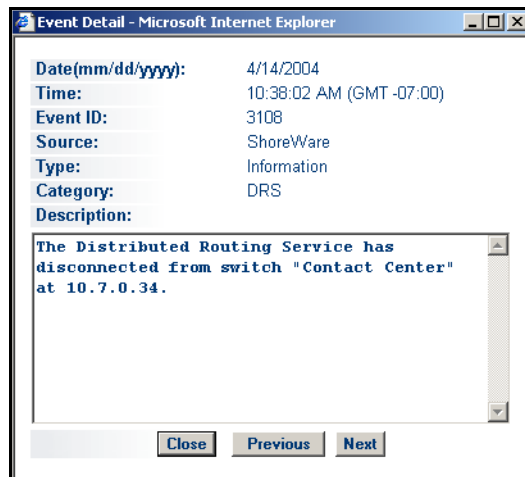 Event Detail - Microsoft Internet Explorer
Date(mm/dd/yyyy): 4/14/2004
Time: 10:38:02 AM (GMT -07:00)
Event ID: 3108
Source: ShoreWare
Type: Information
Category: DRS
Description:
The Distributed Routing Service has
disconnected from switch "Contact Center"
at 10.7.0.34.
Close Previous Next